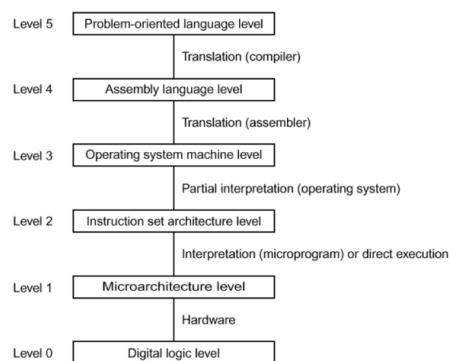 Level 5 Problem-oriented language level
Translation (compiler)
Level 4 Assembly language level
Translation (assembler)
Level 3 Operating system machine level
Partial interpretation (operating system)
Level 2 Instruction set architecture level
Interpretation (microprogram) or direct execution
Level 1 Microarchitecture level
Hardware
Level 0 Digital logic level